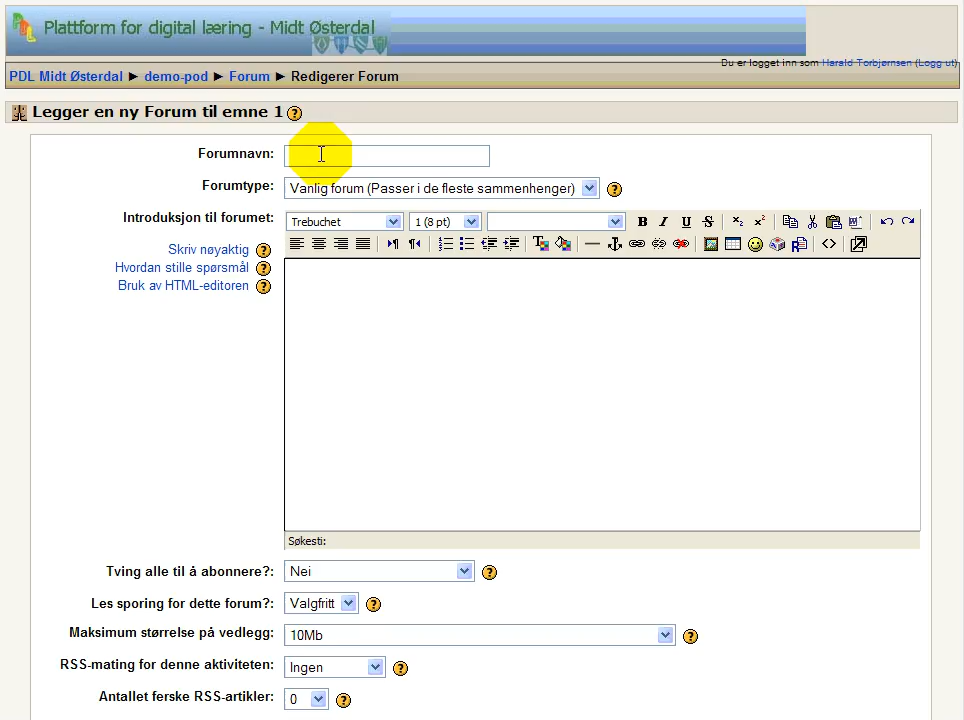 Plattform for digital læring - Midt Østerdal
Du er logget inn som Harald Torbjørnsen (Logg ut)
PDL Midt Østerdal ► demo-pod ► Forum ► Redigerer Forum
Legger en ny Forum til emne 1 ?
Forumnavn:
Forumtype: Vanlig forum (Passer i de fleste sammenhenger) ?
Introduksjon til forumet: Trebuchet 1 (8 pt) B I U S
Skriv nøyaktig ?
Hvordan stille spørsmål ?
Bruk av HTML-editoren ?
Søkesti:
Tving alle til å abonnere?: Nei ?
Les sporing for dette forum?: Valgfritt ?
Maksimum størrelse på vedlegg: 10Mb ?
RSS-mating for denne aktiviteten: Ingen ?
Antallet ferske RSS-artikler: 0 ?